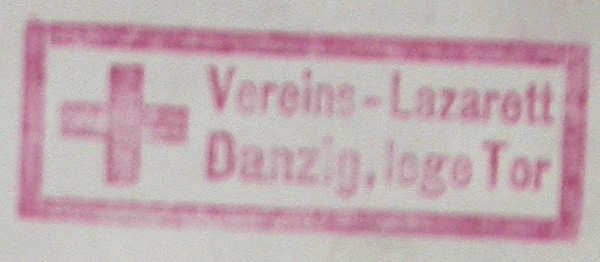 Vereins-Lazarett
Danzig, lege Tor